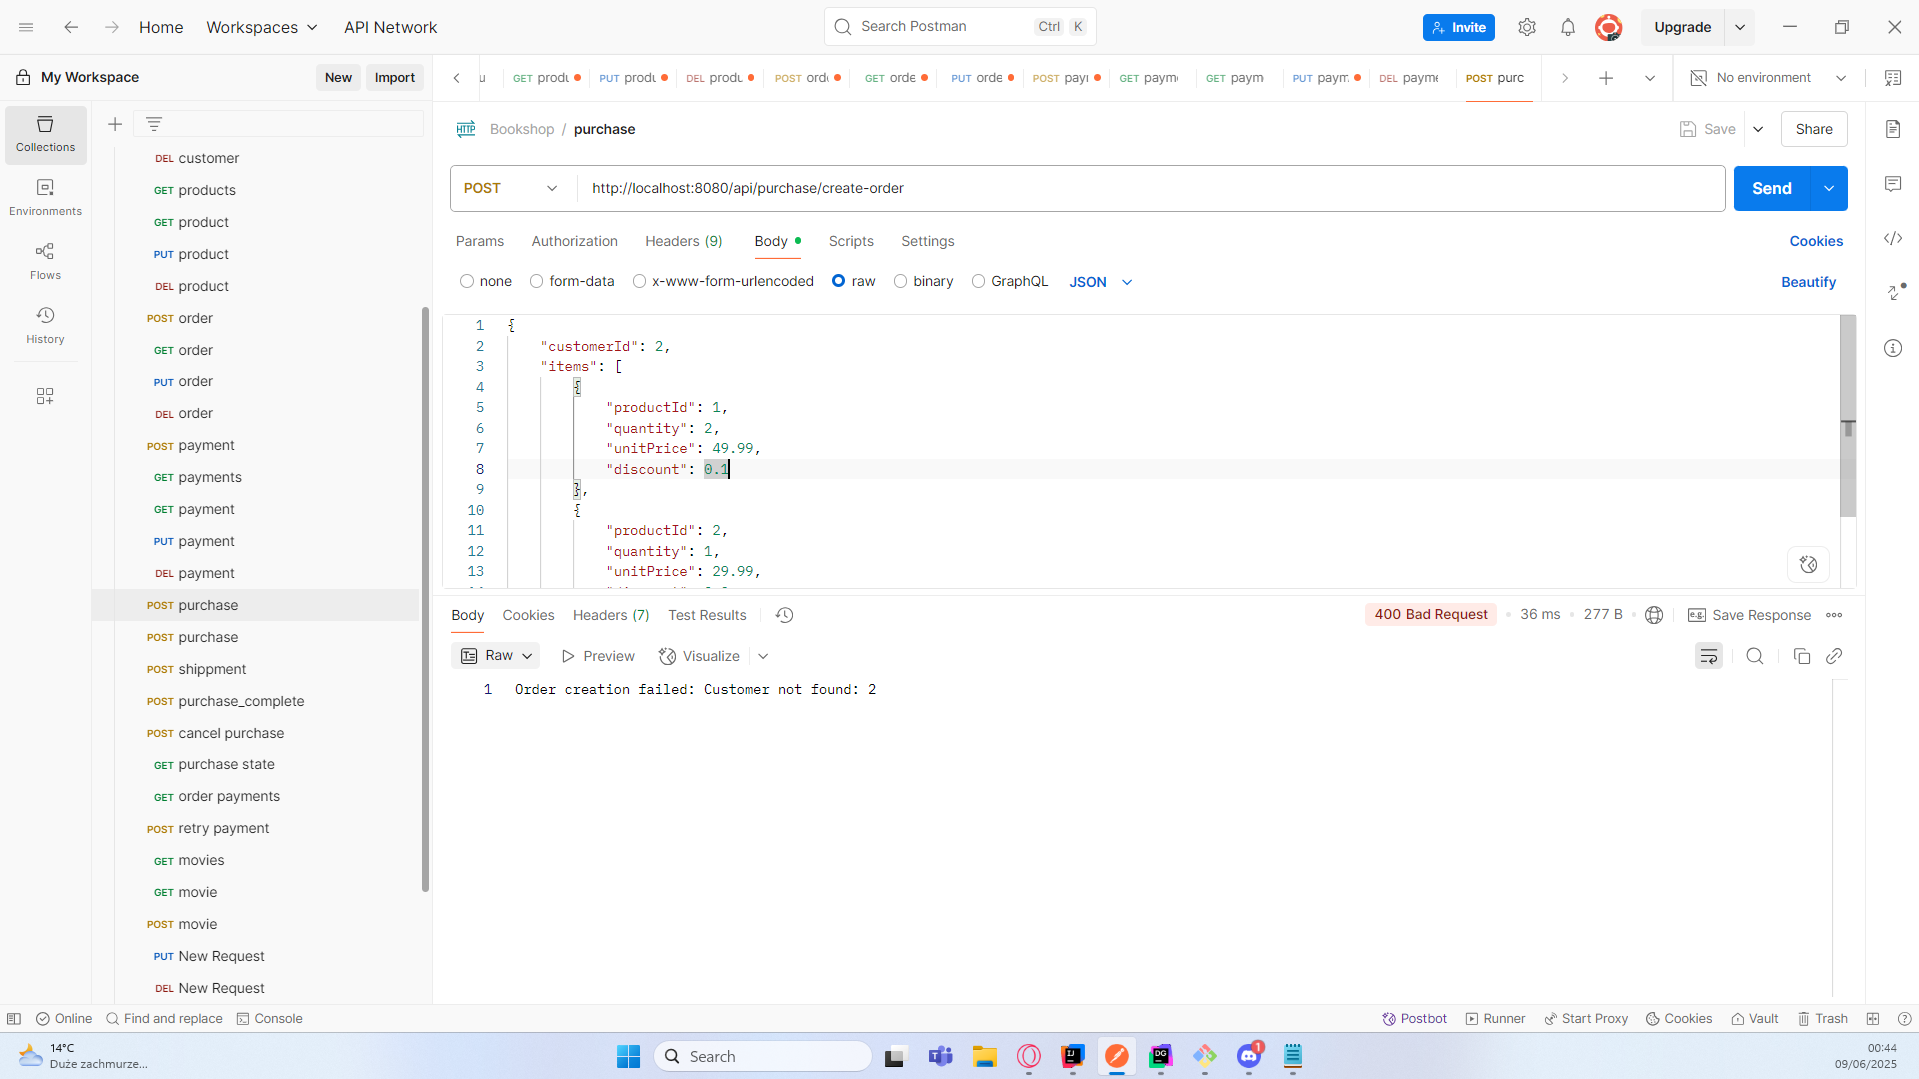 Home
Workspaces
API Network
Search Postman
Ctrl K
Invite
Upgrade
My Workspace
New
Import
GET produ
PUT produ
DEL produ
POST orde
GET orde
PUT orde
POST payr
GET payme
GET paym
PUT paym
DEL payme
POST purc
No environment
Collections
Environments
Flows
History
DEL customer
GET products
GET product
PUT product
DEL product
POST order
GET order
PUT order
DEL order
POST payment
GET payments
GET payment
PUT payment
DEL payment
POST purchase
POST purchase
POST shippment
POST purchase_complete
POST cancel purchase
GET purchase state
GET order payments
POST retry payment
GET movies
GET movie
POST movie
PUT New Request
DEL New Request
HTTP Bookshop / purchase
Save
Share
POST http://localhost:8080/api/purchase/create-order
Send
Params Authorization Headers (9) Body Scripts Settings
Cookies
none form-data x-www-form-urlencoded raw binary GraphQL JSON
Beautify
1 {
2 "customerId": 2,
3 "items": [
4 {
5 "productId": 1,
6 "quantity": 2,
7 "unitPrice": 49.99,
8 "discount": 0.1
9 },
10 {
11 "productId": 2,
12 "quantity": 1,
13 "unitPrice": 29.99,
Body Cookies Headers (7) Test Results
400 Bad Request 36 ms 277 B
e.g. Save Response
Raw Preview Visualize
1 Order creation failed: Customer not found: 2
Online Find and replace Console
Postbot Runner Start Proxy Cookies Vault Trash
14°C
Duże zachmurze...
Search
IJ
DG
1
00:44
09/06/2025